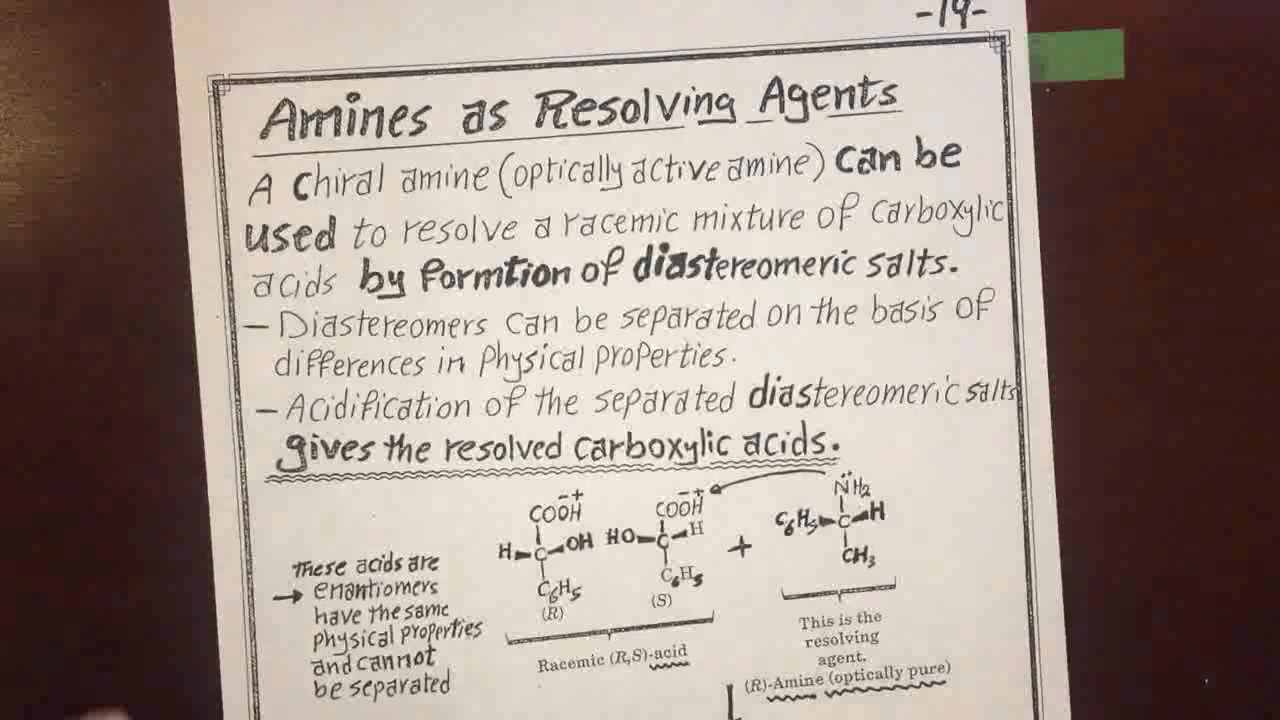 -19-
Amines as Resolving Agents
A Chiral amine (optically active amine) can be
used to resolve a racemic mixture of carboxylic
acids by formtion of diastereomeric salts.
– Diastereomers can be separated on the basis of
differences in physical properties.
– Acidification of the separated diastereomeric salts
gives the resolved carboxylic acids.
COO⁻H⁺ COO⁻H⁺ + N̈H₂
H C OH HO C H C₆H₅ C H
C₆H₅ C₆H₅ CH₃
(R) (S)
These acids are
→ enantiomers
have the same
physical properties
and cannot
be separated
Racemic (R,S)-acid
This is the
resolving
agent.
(R)-Amine (optically pure)